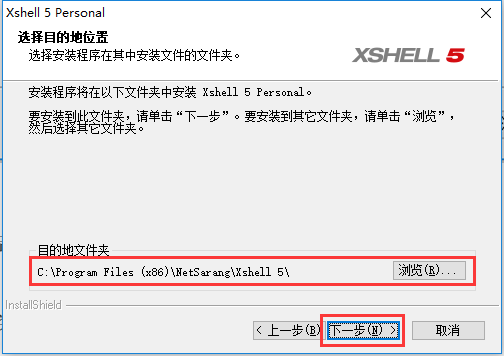 Xshell 5 Personal
选择目的地位置
选择安装程序在其中安装文件的文件夹。
XSHELL 5
安装程序将在以下文件夹中安装 Xshell 5 Personal。
要安装到此文件夹，请单击“下一步”。要安装到其它文件夹，请单击“浏览”，
然后选择其它文件夹。
目的地文件夹
C:\Program Files (x86)\NetSarang\Xshell 5\
浏览(R)...
InstallShield
< 上一步(B)
下一步(N) >
取消